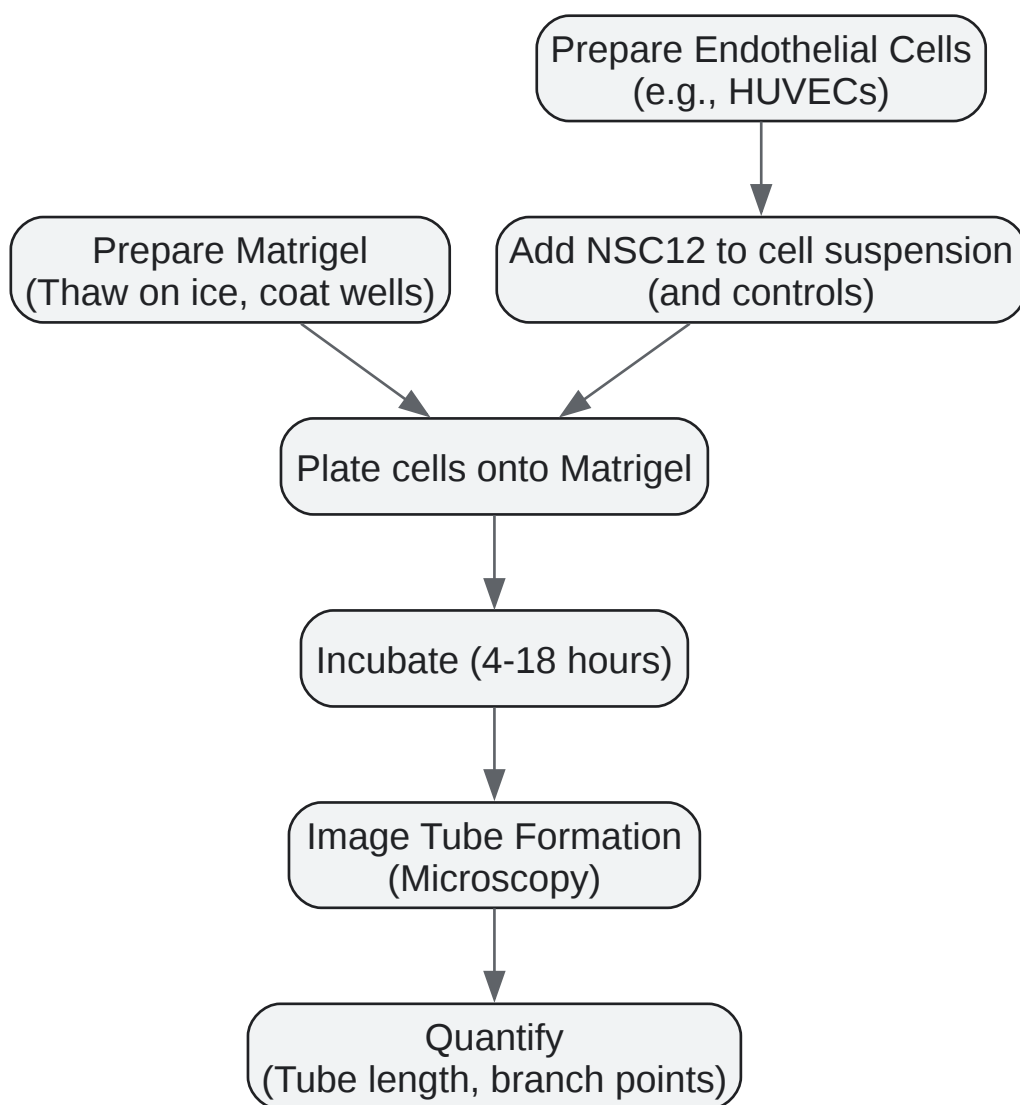 Prepare Endothelial Cells
(e.g., HUVECs)
Prepare Matrigel
(Thaw on ice, coat wells)
Add NSC12 to cell suspension
(and controls)
Plate cells onto Matrigel
Incubate (4-18 hours)
Image Tube Formation
(Microscopy)
Quantify
(Tube length, branch points)